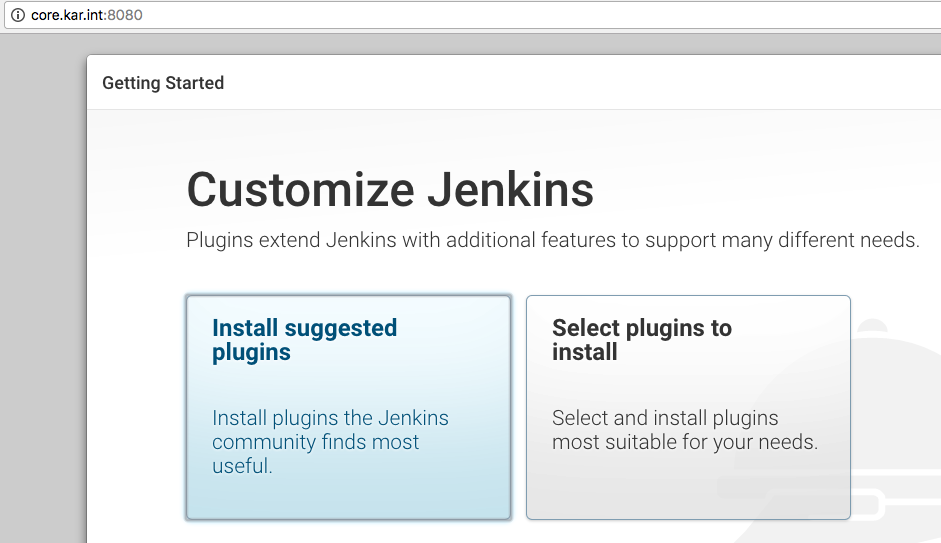 core.kar.int:8080
Getting Started
Customize Jenkins
Plugins extend Jenkins with additional features to support many different needs.
Install suggested
plugins
Install plugins the Jenkins
community finds most
useful.
Select plugins to
install
Select and install plugins
most suitable for your needs.